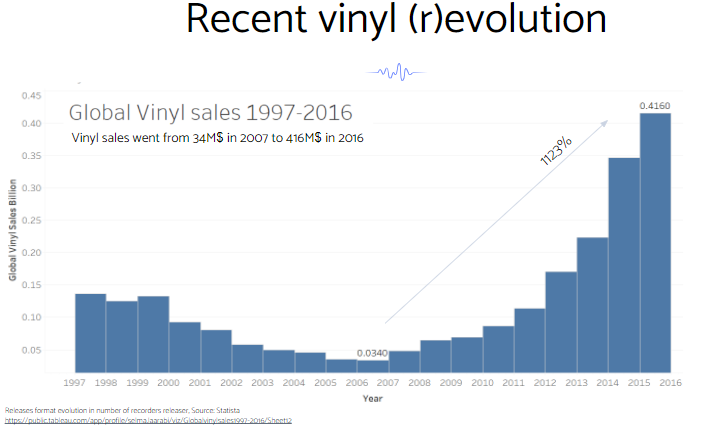 Recent vinyl (r)evolution
Global Vinyl sales 1997-2016
Vinyl sales went from 34M$ in 2007 to 416M$ in 2016
0.45
0.40
0.35
0.30
0.25
0.20
0.15
0.10
0.05
Global Vinyl Sales Billion
0.4160
1123%
0.0340
1997 1998 1999 2000 2001 2002 2003 2004 2005 2006 2007 2008 2009 2010 2011 2012 2013 2014 2015 2016
Year
Releases format evolution in number of recorders releaser, Source: Statista
https://public.tableau.com/app/profile/selma/aarabi/viz/Globalvinylsales1997-2016/Sheet12